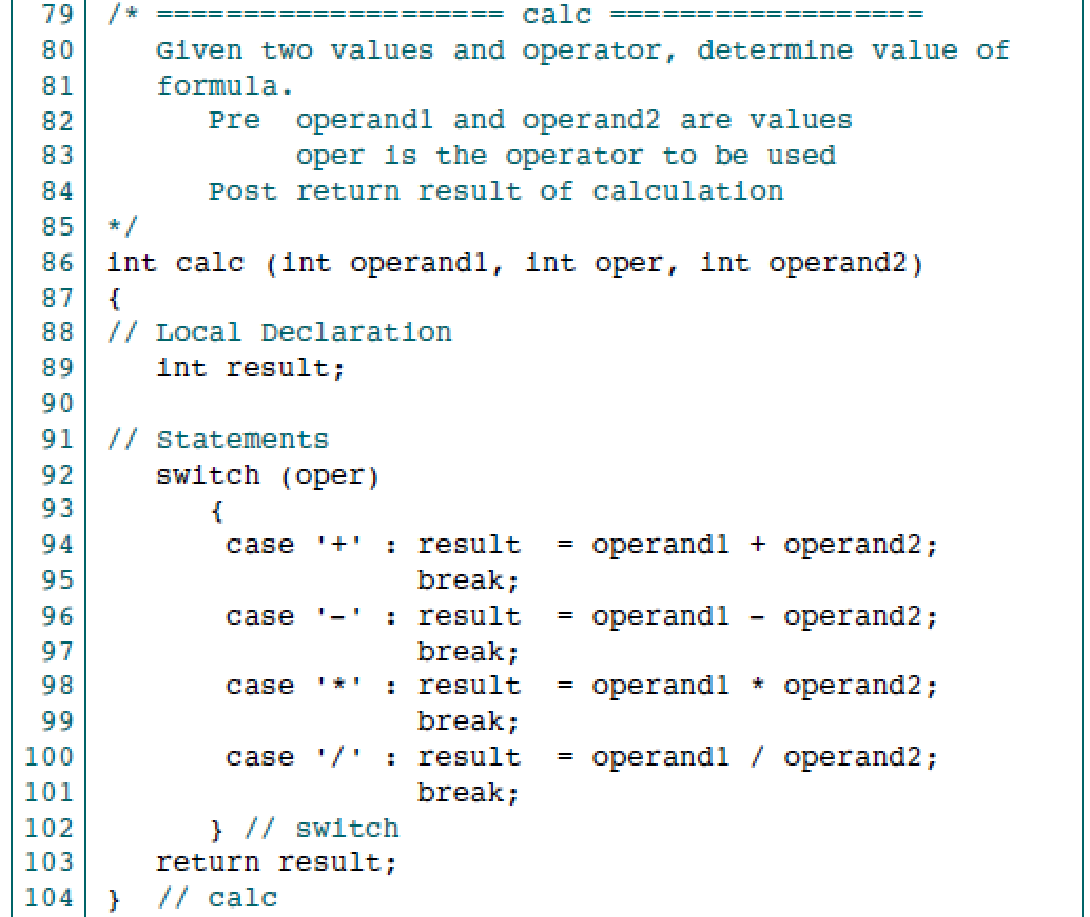 79 /* ==================== calc ==================
80 Given two values and operator, determine value of
81 formula.
82 Pre operand1 and operand2 are values
83 oper is the operator to be used
84 Post return result of calculation
85 */
86 int calc (int operand1, int oper, int operand2)
87 {
88 // Local Declaration
89 int result;
90
91 // Statements
92 switch (oper)
93 {
94 case '+' : result = operand1 + operand2;
95 break;
96 case '-' : result = operand1 - operand2;
97 break;
98 case '*' : result = operand1 * operand2;
99 break;
100 case '/' : result = operand1 / operand2;
101 break;
102 } // switch
103 return result;
104 } // calc